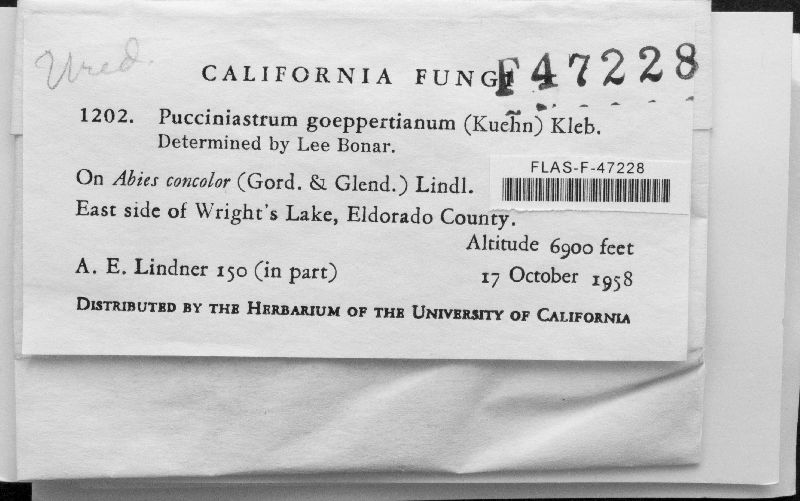 Ured.
CALIFORNIA FUNGI F47228
1202. Pucciniastrum goeppertianum (Kuehn) Kleb.
Determined by Lee Bonar.
FLAS-F-47228
On Abies concolor (Gord. & Glend.) Lindl.
East side of Wright's Lake, Eldorado County.
Altitude 6900 feet
A. E. Lindner 150 (in part) 17 October 1958
DISTRIBUTED BY THE HERBARIUM OF THE UNIVERSITY OF CALIFORNIA